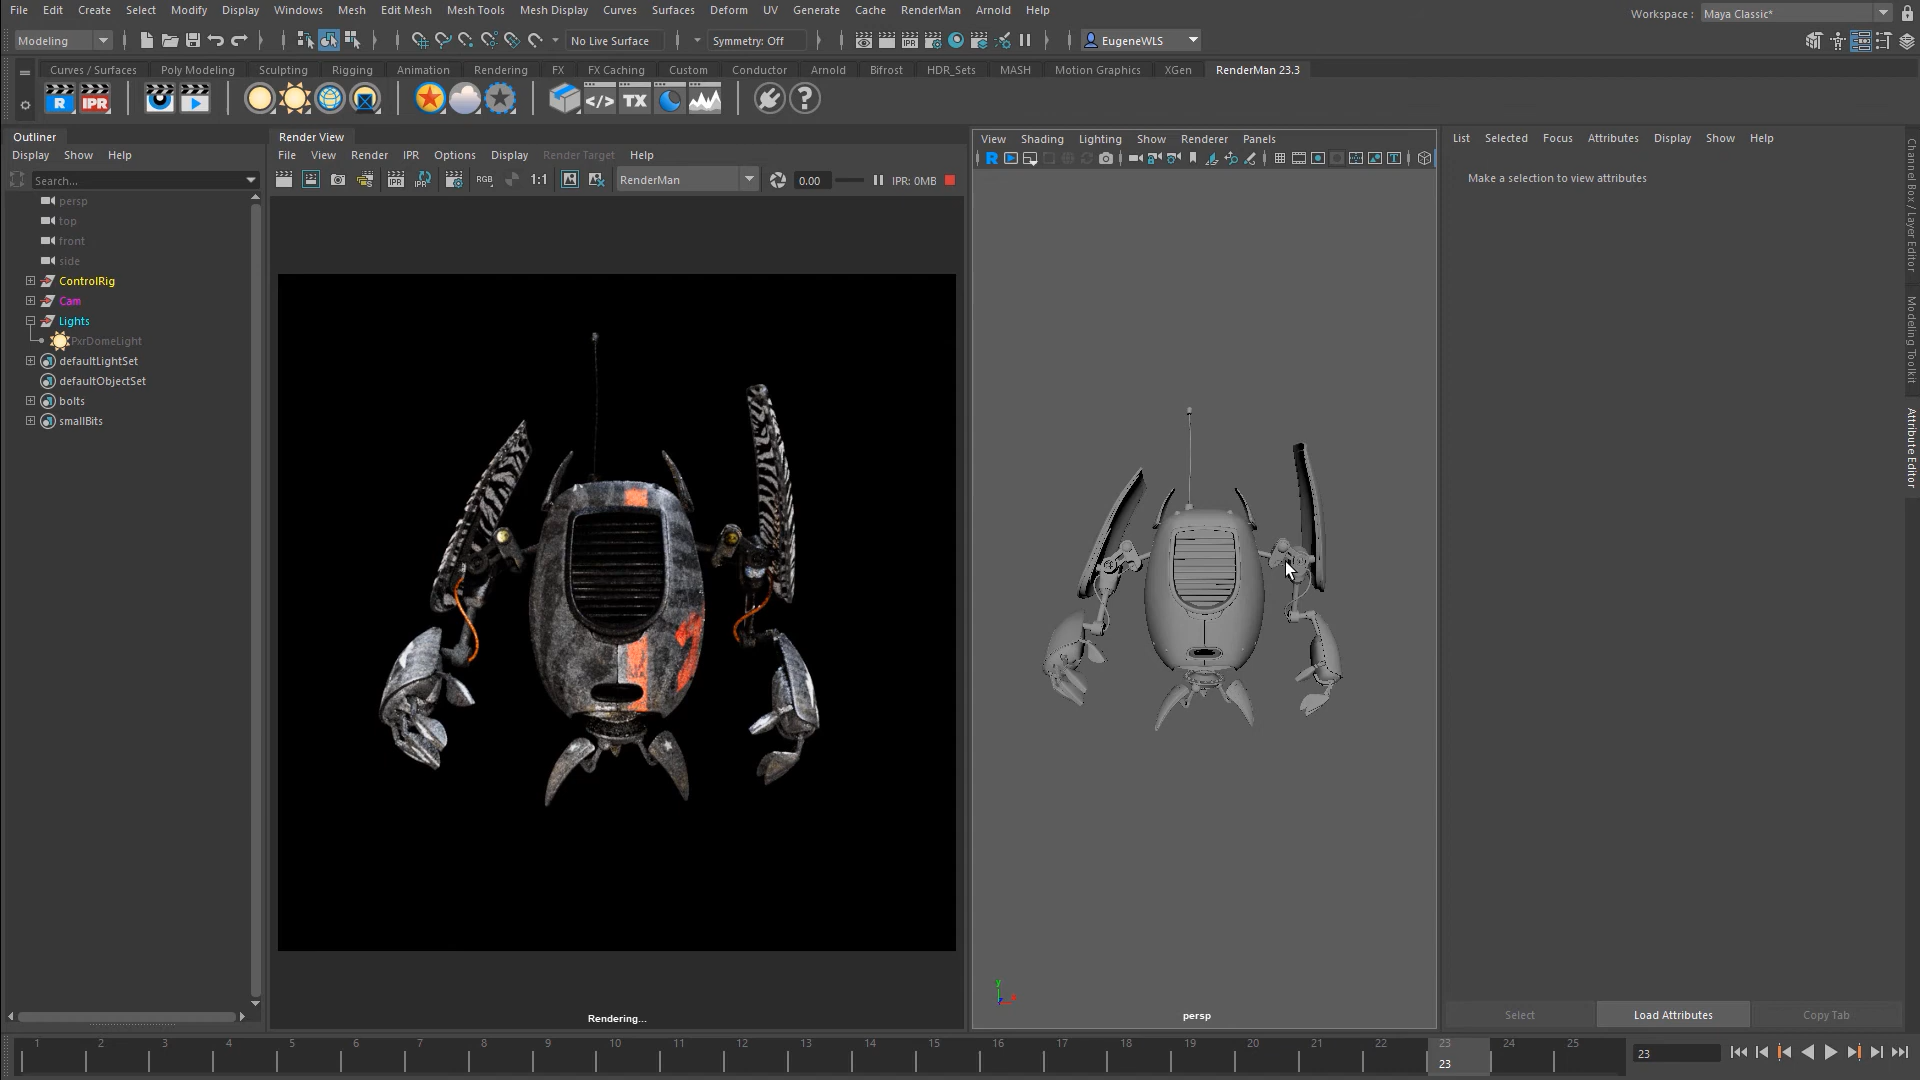 File Edit Create Select Modify Display Windows Mesh Edit Mesh Mesh Tools Mesh Display Curves Surfaces Deform UV Generate Cache RenderMan Arnold Help
Workspace : Maya Classic*
Modeling No Live Surface Symmetry: Off IPR EugeneWLS
Curves / Surfaces Poly Modeling Sculpting Rigging Animation Rendering FX FX Caching Custom Conductor Arnold Bifrost HDR_Sets MASH Motion Graphics XGen RenderMan 23.3
R IPR </> TX ?
Outliner
Display Show Help
Search...
persp
top
front
side
ControlRig
Cam
Lights
PxrDomeLight
defaultLightSet
defaultObjectSet
bolts
smallBits
Render View
File View Render IPR Options Display Render Target Help
IPR IPR RGB 1:1 RenderMan 0.00 IPR: 0MB
Rendering...
View Shading Lighting Show Renderer Panels
R
y
persp
List Selected Focus Attributes Display Show Help
Make a selection to view attributes
Select Load Attributes Copy Tab
Channel Box / Layer Editor
Modeling Toolkit
Attribute Editor
1 2 3 4 5 6 7 8 9 10 11 12 13 14 15 16 17 18 19 20 21 22 23 24 25
23
23